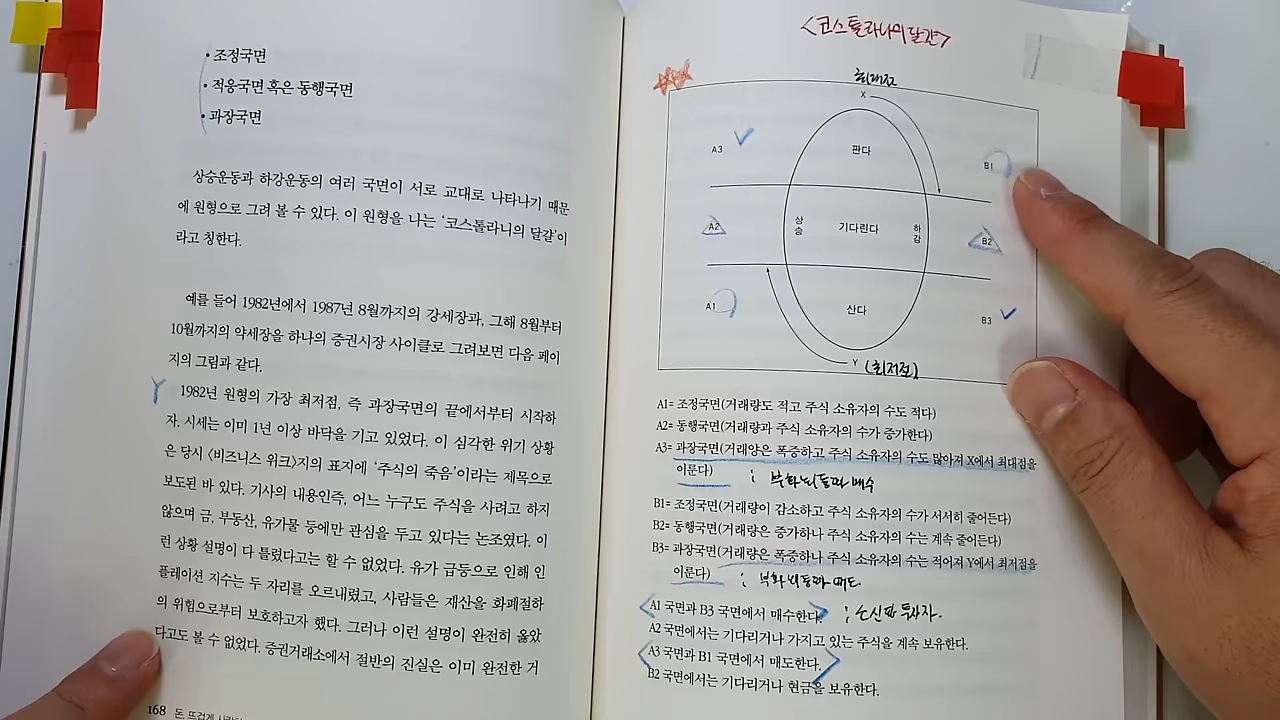 • 조정국면
• 적응국면 혹은 동행국면
• 과장국면
상승운동과 하강운동의 여러 국면이 서로 교대로 나타나기 때문
에 원형으로 그려 볼 수 있다. 이 원형을 나는 '코스톨라니의 달걀'이
라고 칭한다.
예를 들어 1982년에서 1987년 8월까지의 강세장과, 그해 8월부터
10월까지의 약세장을 하나의 증권시장 사이클로 그려보면 다음 페이
지의 그림과 같다.
Y
1982년 원형의 가장 최저점, 즉 과장국면의 끝에서부터 시작하
자. 시세는 이미 1년 이상 바닥을 기고 있었다. 이 심각한 위기 상황
은 당시 〈비즈니스 위크〉지의 표지에 '주식의 죽음'이라는 제목으로
보도된 바 있다. 기사의 내용인즉, 어느 누구도 주식을 사려고 하지
않으며 금, 부동산, 유가물 등에만 관심을 두고 있다는 논조였다. 이
런 상황 설명이 다 틀렸다고는 할 수 없었다. 유가 급등으로 인해 인
플레이션 지수는 두 자리를 오르내렸고, 사람들은 재산을 화폐절하
의 위험으로부터 보호하고자 했다. 그러나 이런 설명이 완전히 옳았
다고도 볼 수 없었다. 증권거래소에서 절반의 진실은 이미 완전한 거
168 돈, 뜨겁게
<코스톨라니의 달걀>
최대점
X
A3
판다
B1
A2
상승
기다린다
하강
B2
A1
산다
B3
Y (최저점)
A1= 조정국면(거래량도 적고 주식 소유자의 수도 적다)
A2= 동행국면(거래량과 주식 소유자의 수가 증가한다)
A3= 과장국면(거래양은 폭증하고 주식 소유자의 수도 많아져 X에서 최대점을
이룬다) ; 부화뇌동파 매수
B1= 조정국면(거래량이 감소하고 주식 소유자의 수가 서서히 줄어든다)
B2= 동행국면(거래량은 증가하나 주식 소유자의 수는 계속 줄어든다)
B3= 과장국면(거래량은 폭증하나 주식 소유자의 수는 적어져 Y에서 최저점을
이룬다) ; 부화뇌동파 매도.
A1 국면과 B3 국면에서 매수한다. ; 소신파 투자자.
A2 국면에서는 기다리거나 가지고 있는 주식을 계속 보유한다.
A3 국면과 B1 국면에서 매도한다.
B2 국면에서는 기다리거나 현금을 보유한다.